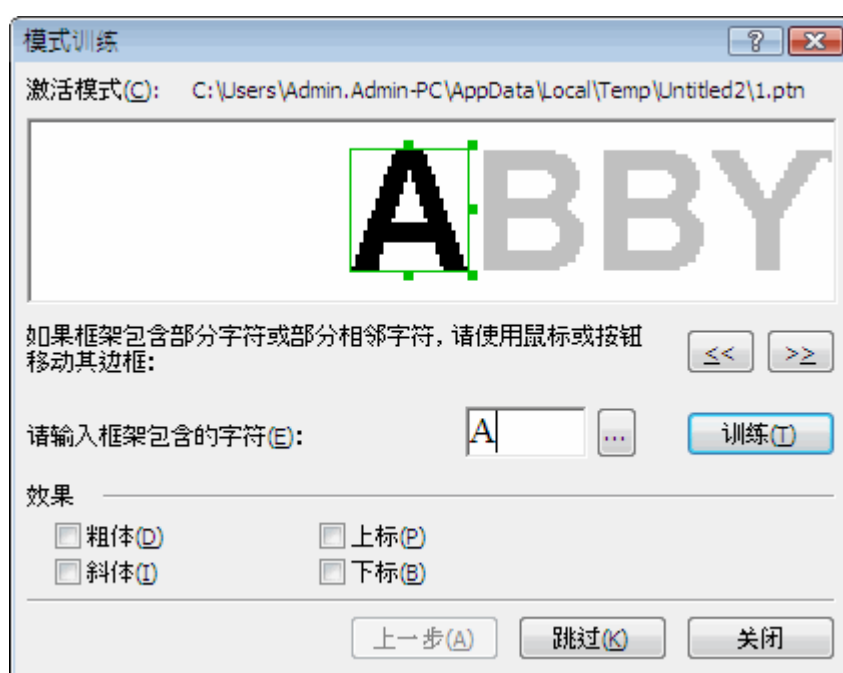 模式训练
激活模式(C): C:\Users\Admin.Admin-PC\AppData\Local\Temp\Untitled2\1.ptn
ABBY
如果框架包含部分字符或部分相邻字符，请使用鼠标或按钮
移动其边框:
<< >>
请输入框架包含的字符(E): A ... 训练(T)
效果
粗体(D) 上标(P)
斜体(I) 下标(B)
上一步(A) 跳过(K) 关闭